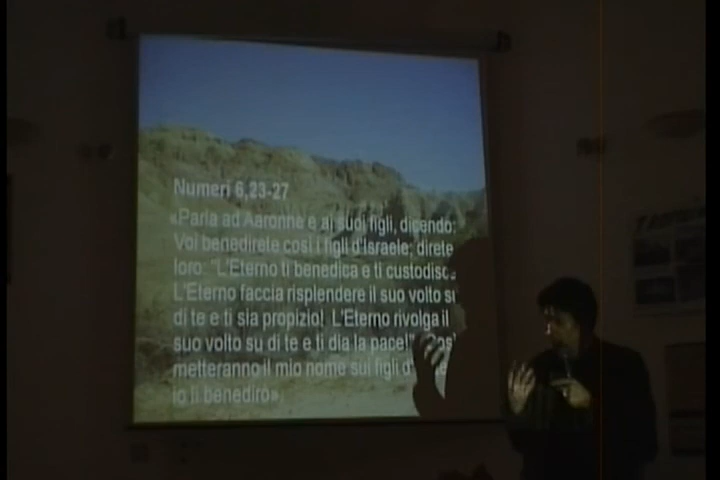 Numeri 6,23-27
«Parla ad Aaronne e ai suoi figli, dicendo:
Voi benedirete così i figli d'Israele; direte
loro: "L'Eterno ti benedica e ti custodisc
L'Eterno faccia risplendere il suo volto su
di te e ti sia propizio! L'Eterno rivolga il
suo volto su di te e ti dia la pace!"
metteranno il mio nome sui figli
io li benedirò»